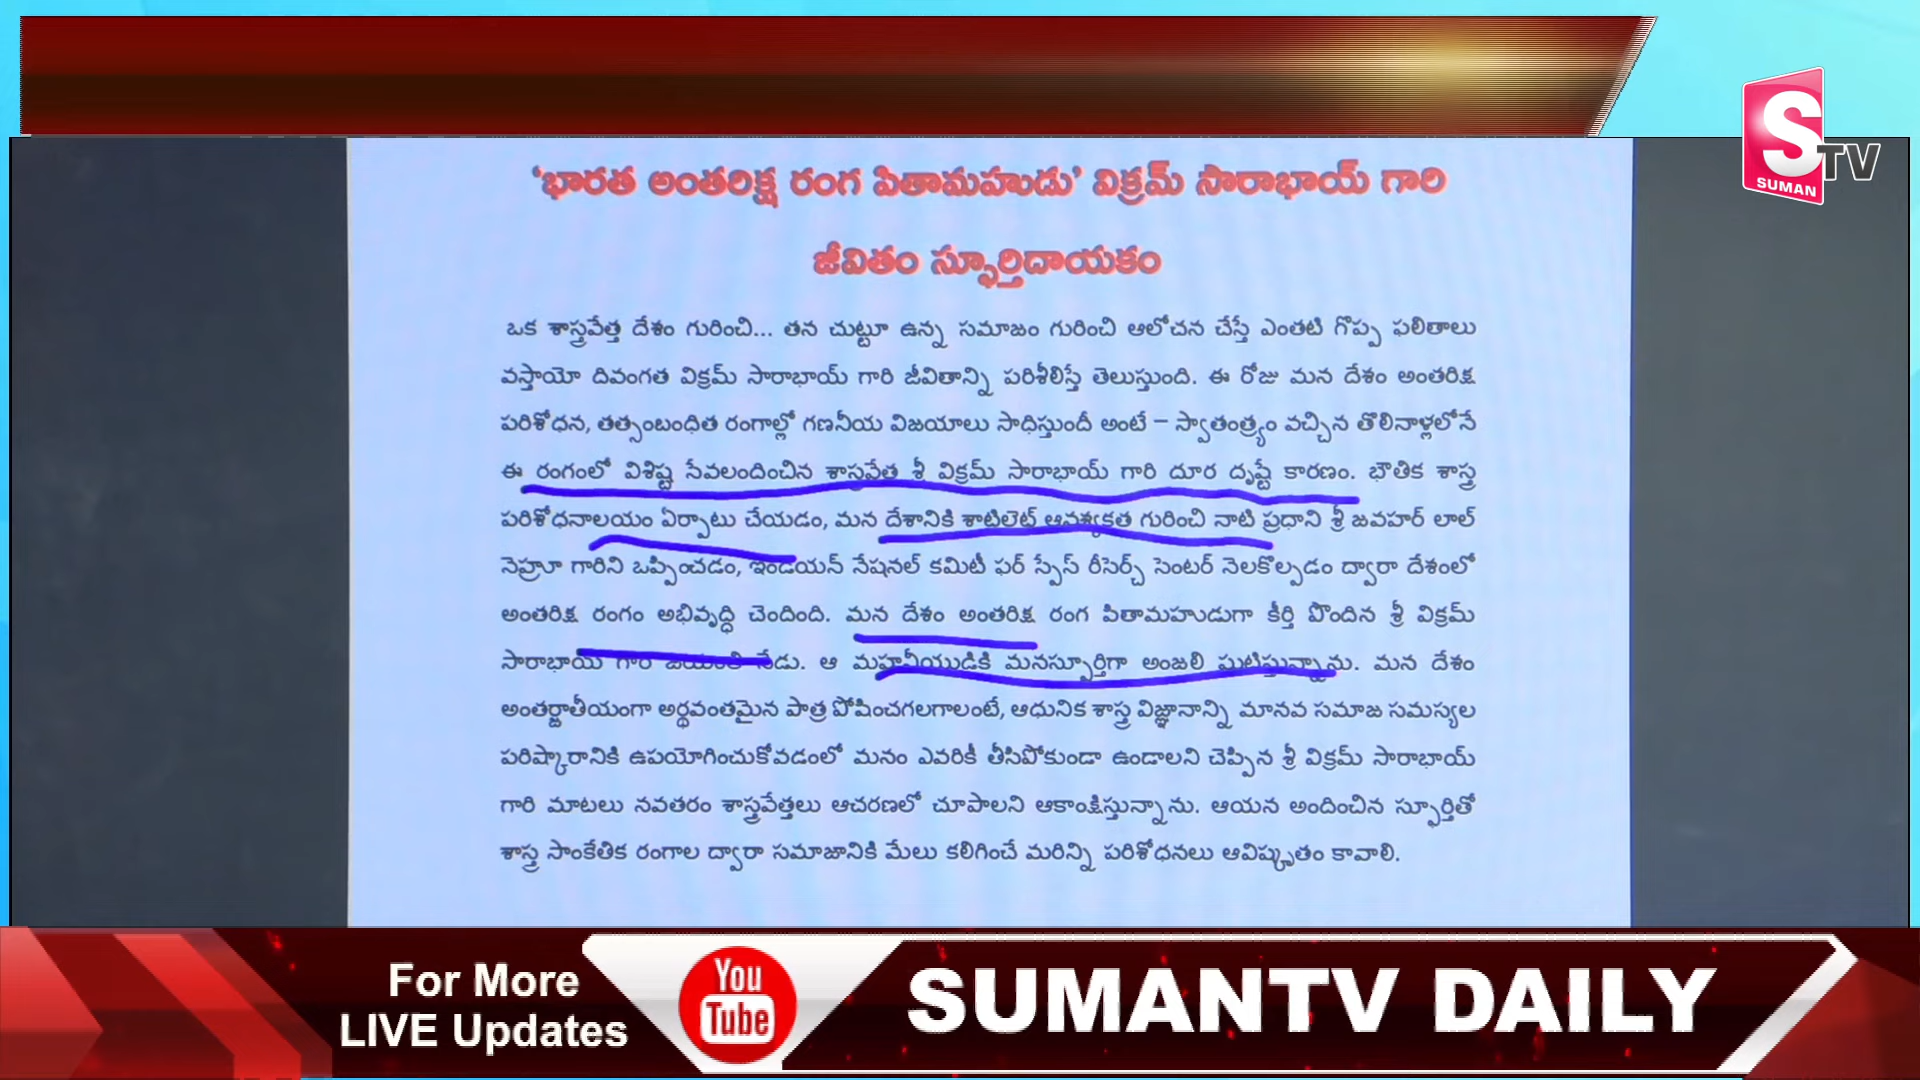 S
TV
SUMAN
‘భారత అంతరిక్ష రంగ పితామహుడు’ విక్రమ్ సారాభాయ్ గారి
జీవితం స్ఫూర్తిదాయకం
ఒక శాస్త్రవేత్త దేశం గురించి... తన చుట్టూ ఉన్న సమాజం గురించి ఆలోచన చేస్తే ఎంతటి గొప్ప ఫలితాలు
వస్తాయో దివంగత విక్రమ్ సారాభాయ్ గారి జీవితాన్ని పరిశీలిస్తే తెలుస్తుంది. ఈ రోజు మన దేశం అంతరిక్ష
పరిశోధన, తత్సంబంధిత రంగాల్లో గణనీయ విజయాలు సాధిస్తుందీ అంటే – స్వాతంత్ర్యం వచ్చిన తొలినాళ్లలోనే
ఈ రంగంలో విశిష్ట సేవలందించిన శాస్త్రవేత్త శ్రీ విక్రమ్ సారాభాయ్ గారి దూర దృష్టే కారణం. భౌతిక శాస్త్ర
పరిశోధనాలయం ఏర్పాటు చేయడం, మన దేశానికి శాటిలైట్ ఆవశ్యకత గురించి నాటి ప్రధాని శ్రీ జవహర్ లాల్
నెహ్రూ గారిని ఒప్పించడం, ఇండియన్ నేషనల్ కమిటీ ఫర్ స్పేస్ రీసెర్చ్ సెంటర్ నెలకొల్పడం ద్వారా దేశంలో
అంతరిక్ష రంగం అభివృద్ధి చెందింది. మన దేశం అంతరిక్ష రంగ పితామహుడుగా కీర్తి పొందిన శ్రీ విక్రమ్
సారాభాయ్ గారి జయంతి నేడు. ఆ మహనీయుడికి మనస్ఫూర్తిగా అంజలి ఘటిస్తున్నాను. మన దేశం
అంతర్జాతీయంగా అర్థవంతమైన పాత్ర పోషించగలగాలంటే, ఆధునిక శాస్త్ర విజ్ఞానాన్ని మానవ సమాజ సమస్యల
పరిష్కారానికి ఉపయోగించుకోవడంలో మనం ఎవరికీ తీసిపోకుండా ఉండాలని చెప్పిన శ్రీ విక్రమ్ సారాభాయ్
గారి మాటలు నవతరం శాస్త్రవేత్తలు ఆచరణలో చూపాలని ఆకాంక్షిస్తున్నాను. ఆయన అందించిన స్ఫూర్తితో
శాస్త్ర సాంకేతిక రంగాల ద్వారా సమాజానికి మేలు కలిగించే మరిన్ని పరిశోధనలు ఆవిష్కృతం కావాలి.
For More
LIVE Updates
You
Tube
SUMANTV DAILY